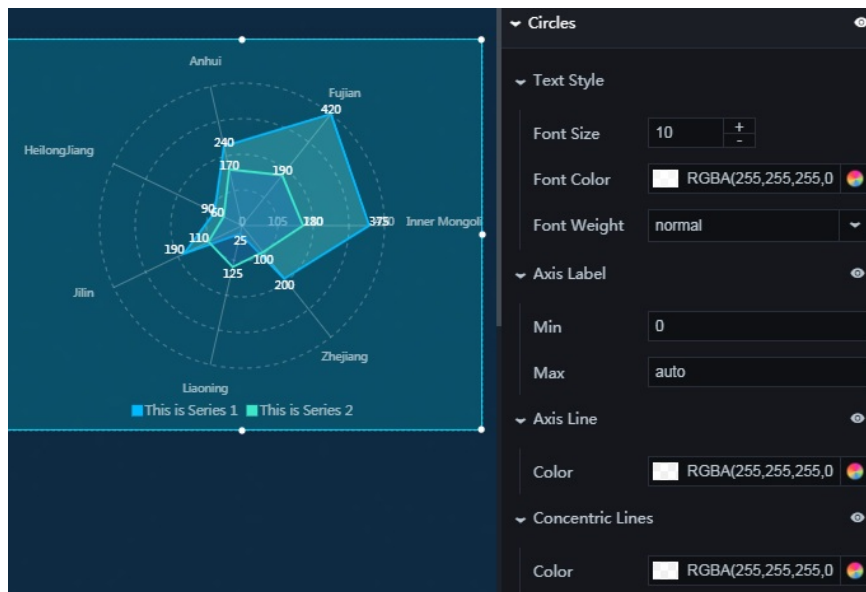 Anhui
Fujian
420
240
HeilongJiang
170
190
90
60
0
105
180
375
Inner Mongoli
110
190
25
100
125
200
Jilin
Zhejiang
Liaoning
This is Series 1
This is Series 2
Circles
Text Style
Font Size
10
+
-
Font Color
RGBA(255,255,255,0
Font Weight
normal
Axis Label
Min
0
Max
auto
Axis Line
Color
RGBA(255,255,255,0
Concentric Lines
Color
RGBA(255,255,255,0